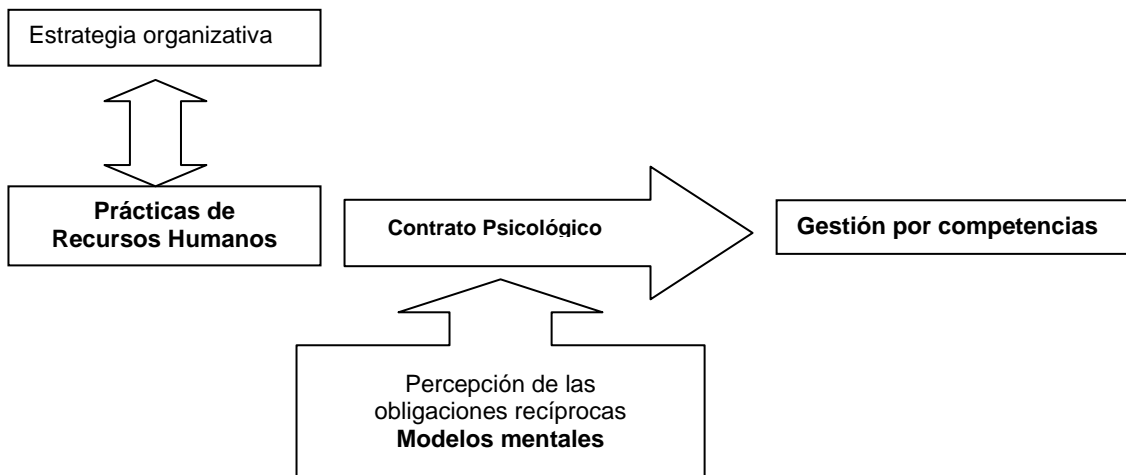 Estrategia organizativa
Prácticas de
Recursos Humanos
Contrato Psicológico
Gestión por competencias
Percepción de las
obligaciones recíprocas
Modelos mentales